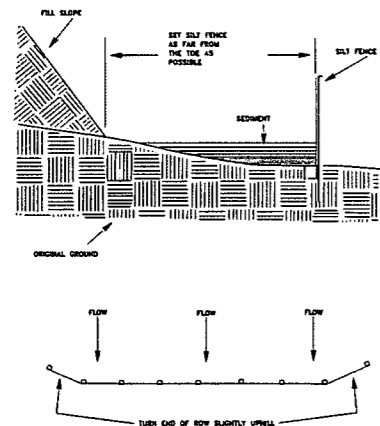 FILL SLOPE
SET SILT FENCE
AS FAR FROM
THE TOE AS
POSSIBLE
SILT FENCE
SEDIMENT
ORIGINAL GROUND
FLOW FLOW FLOW
TURN END OF ROW SLIGHTLY UPHILL